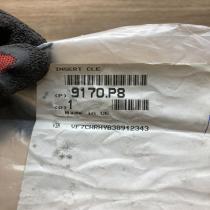 INSERT CLE
(P) 9170.P8
(Q) 1
Made in UE
VF7CHRHYB38912343